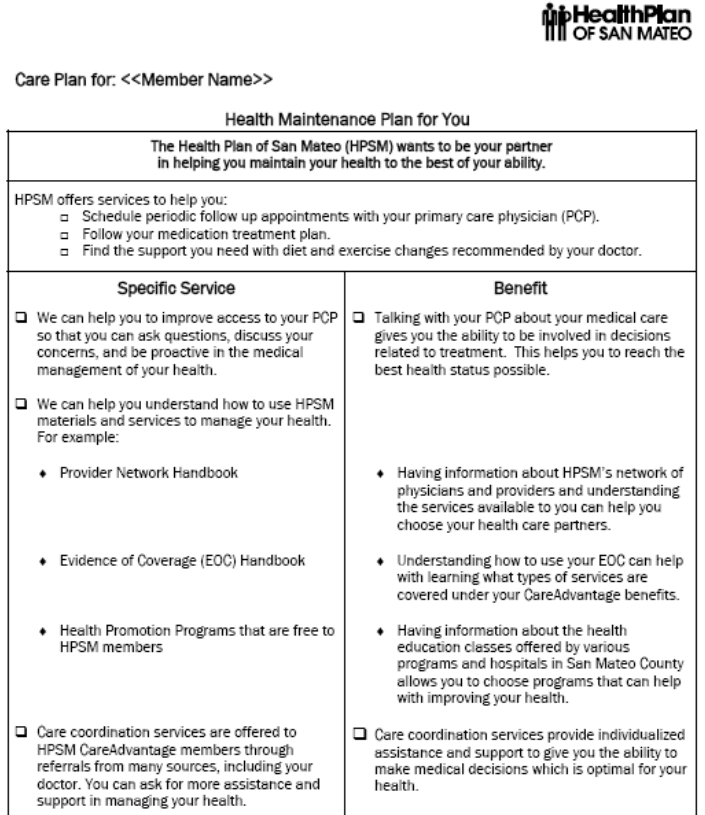 HealthPlan
OF SAN MATEO
Care Plan for: <<Member Name>>
Health Maintenance Plan for You
The Health Plan of San Mateo (HPSM) wants to be your partner
in helping you maintain your health to the best of your ability.
HPSM offers services to help you:
□ Schedule periodic follow up appointments with your primary care physician (PCP).
□ Follow your medication treatment plan.
□ Find the support you need with diet and exercise changes recommended by your doctor.
Specific Service
❑ We can help you to improve access to your PCP
so that you can ask questions, discuss your
concerns, and be proactive in the medical
management of your health.
❑ We can help you understand how to use HPSM
materials and services to manage your health.
For example:
♦ Provider Network Handbook
♦ Evidence of Coverage (EOC) Handbook
♦ Health Promotion Programs that are free to
HPSM members
❑ Care coordination services are offered to
HPSM CareAdvantage members through
referrals from many sources, including your
doctor. You can ask for more assistance and
support in managing your health.
Benefit
❑ Talking with your PCP about your medical care
gives you the ability to be involved in decisions
related to treatment. This helps you to reach the
best health status possible.
♦ Having information about HPSM's network of
physicians and providers and understanding
the services available to you can help you
choose your health care partners.
♦ Understanding how to use your EOC can help
with learning what types of services are
covered under your CareAdvantage benefits.
♦ Having information about the health
education classes offered by various
programs and hospitals in San Mateo County
allows you to choose programs that can help
with improving your health.
❑ Care coordination services provide individualized
assistance and support to give you the ability to
make medical decisions which is optimal for your
health.